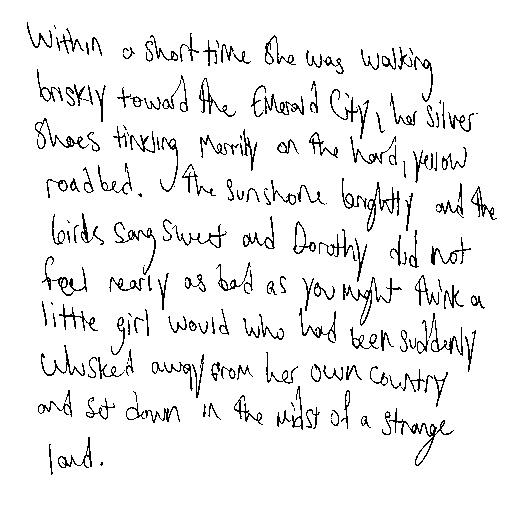 Within a short time she was walking
briskly toward the Emerald City, her silver
shoes tinkling merrily on the hard, yellow
roadbed. The sun shone brightly and the
birds sang sweet and Dorothy did not
feel nearly as bad as you might think a
little girl would who had been suddenly
whisked away from her own country
and set down in the midst of a strange
land.